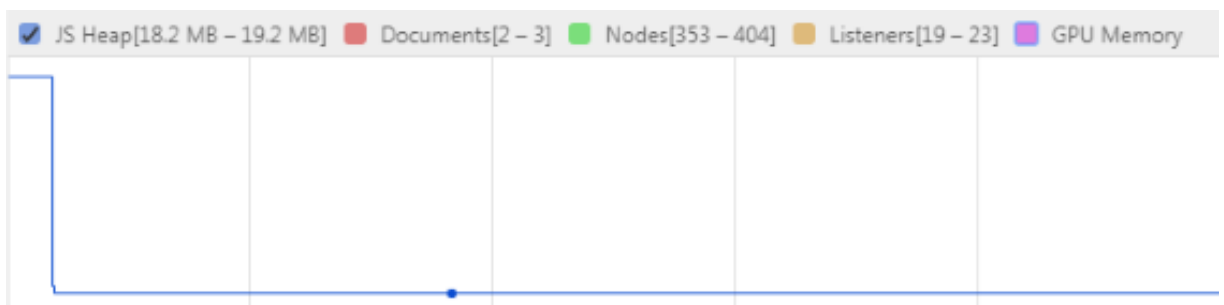 JS Heap[18.2 MB – 19.2 MB] Documents[2 – 3] Nodes[353 – 404] Listeners[19 – 23] GPU Memory